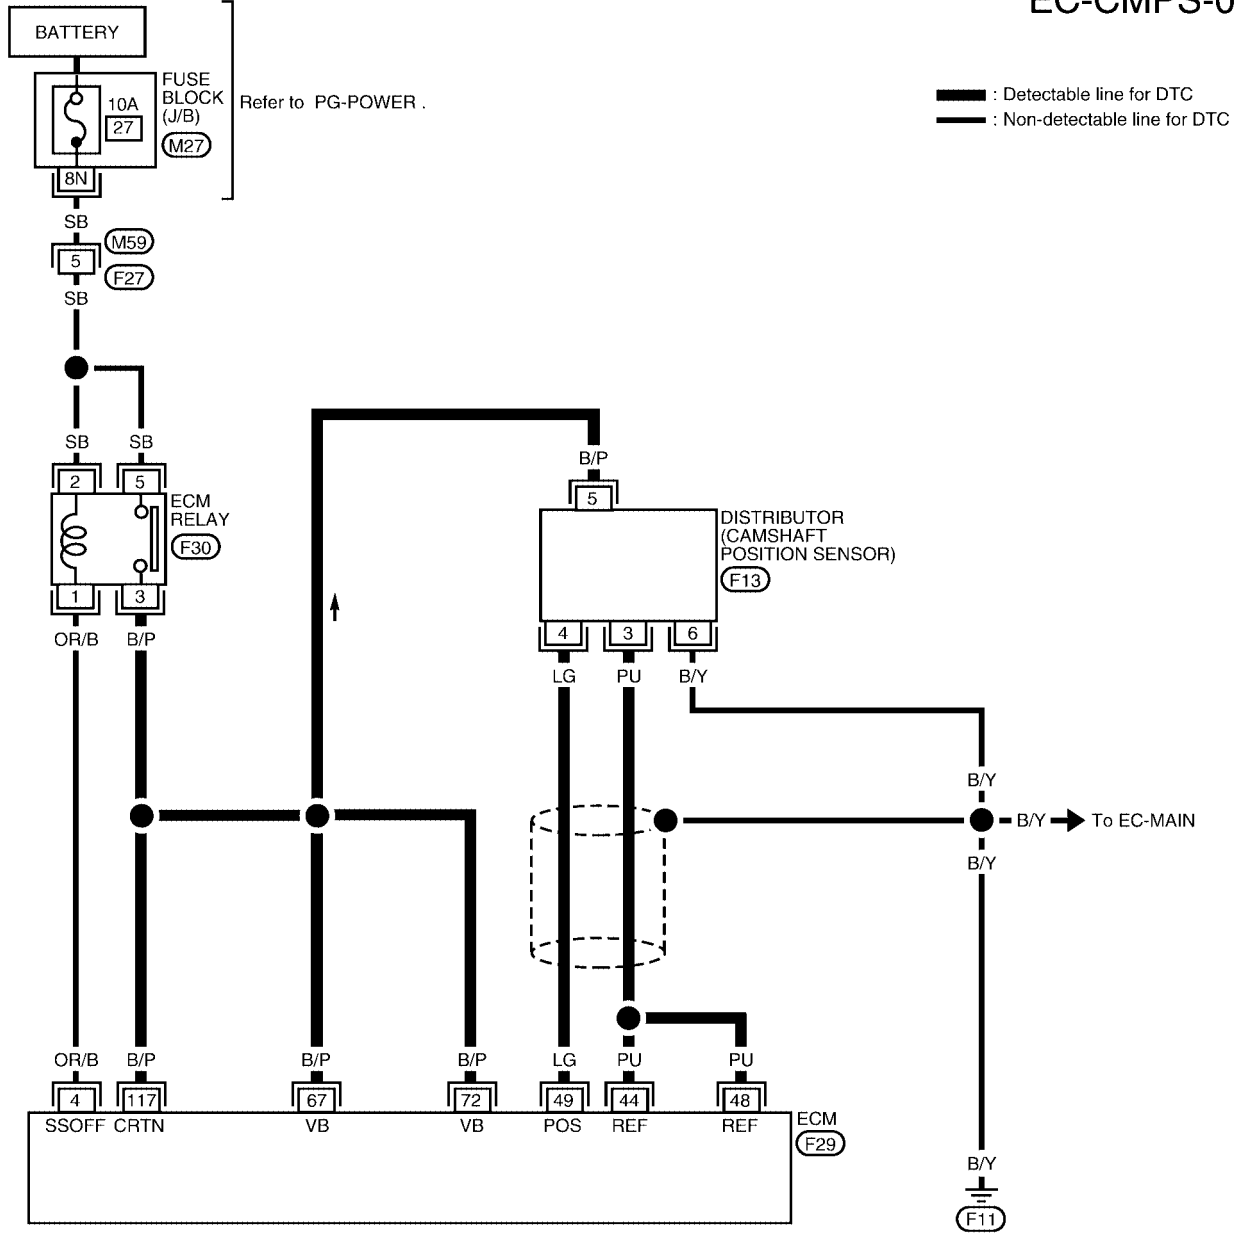 EC-CMPS-0
BATTERY
FUSE
BLOCK
(J/B)
10A
27
M27
Refer to PG-POWER .
: Detectable line for DTC
: Non-detectable line for DTC
8N
SB
M59
5
F27
SB
SB SB
2 5
ECM
RELAY
F30
1 3
OR/B B/P
B/P
5
DISTRIBUTOR
(CAMSHAFT
POSITION SENSOR)
F13
4 3 6
LG PU B/Y
B/Y
B/Y To EC-MAIN
B/Y
OR/B B/P B/P B/P LG PU PU
4 117 67 72 49 44 48
SSOFF CRTN VB VB POS REF REF
ECM
F29
B/Y
F11